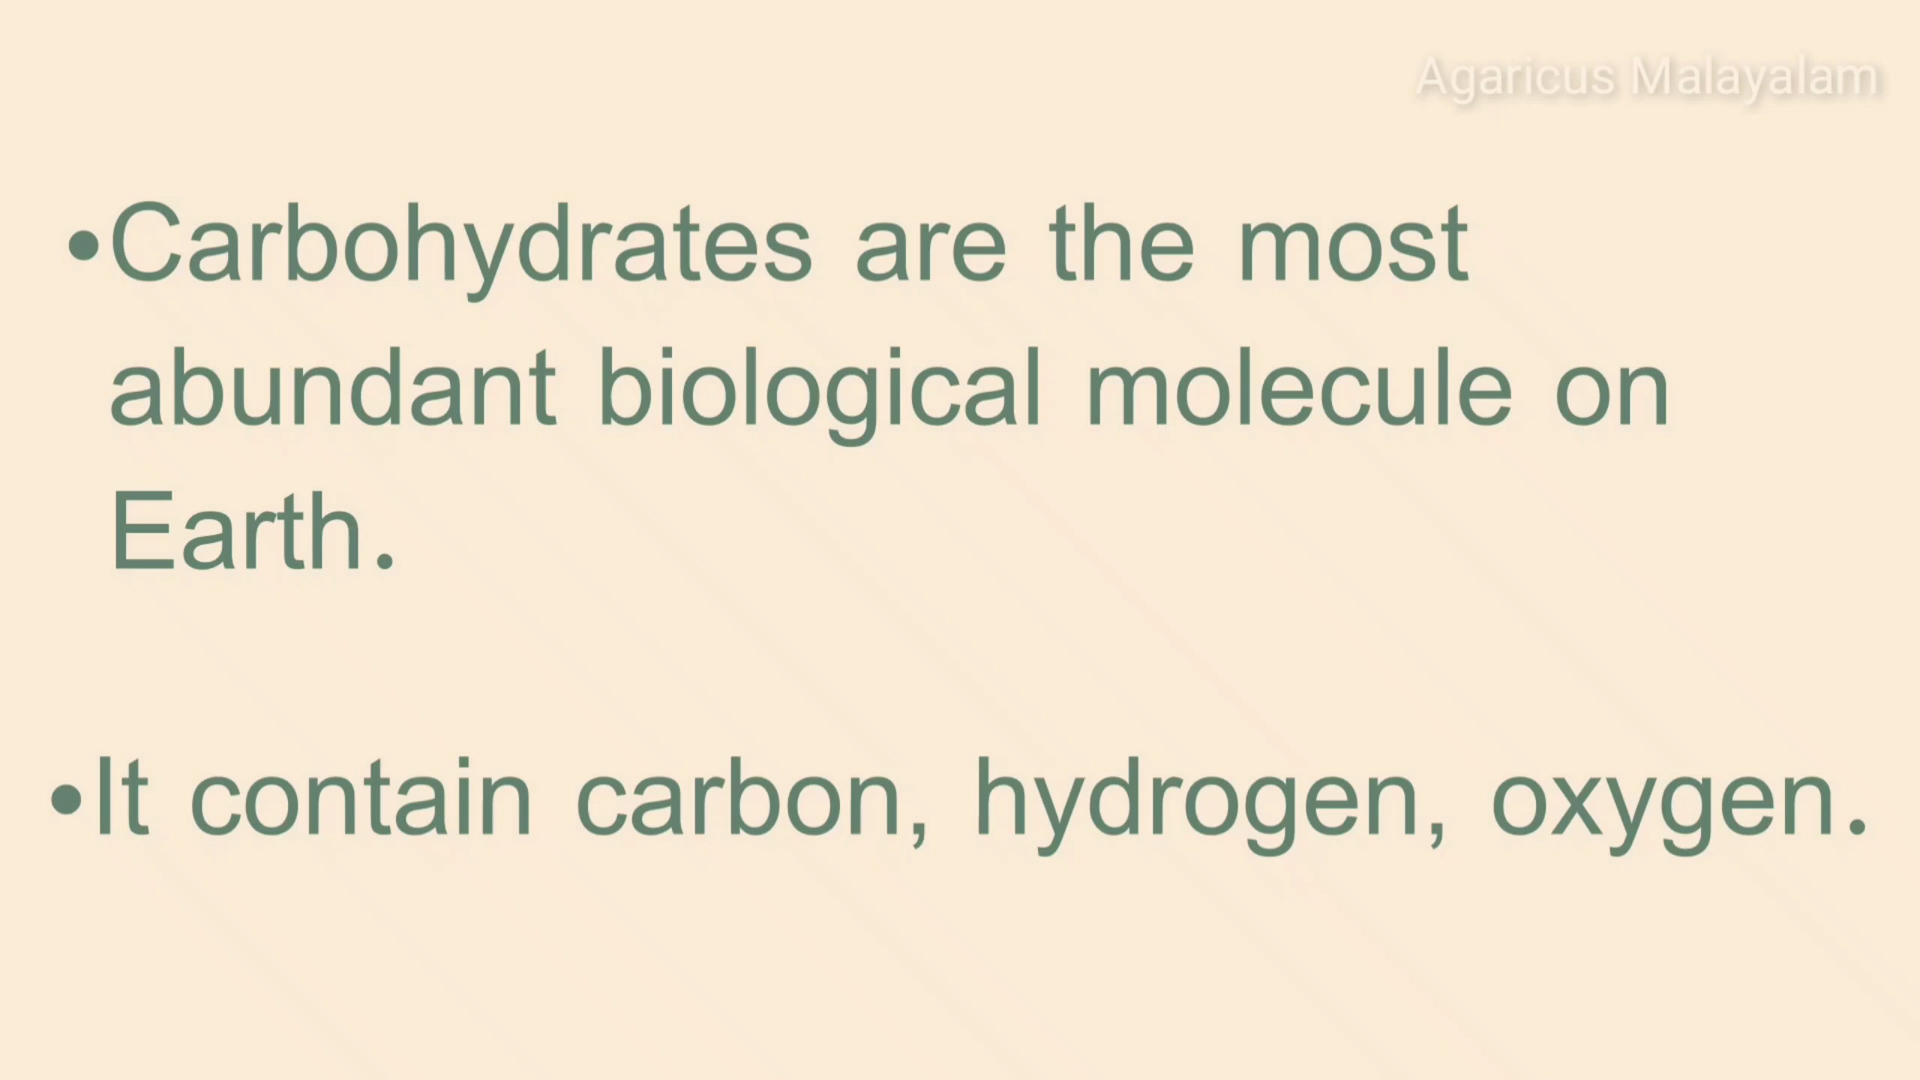 Agaricus Malayalam
•Carbohydrates are the most
abundant biological molecule on
Earth.
•It contain carbon, hydrogen, oxygen.